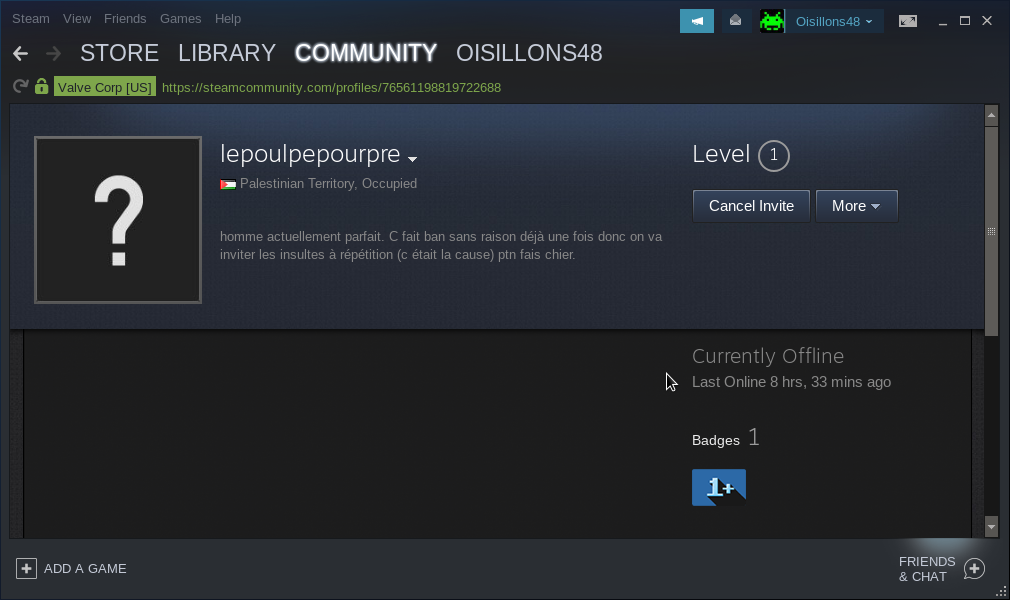 Steam View Friends Games Help
Oisillons48
STORE LIBRARY COMMUNITY OISILLONS48
Valve Corp [US] https://steamcommunity.com/profiles/76561198819722688
?
lepoulpepourpre
Level 1
Palestinian Territory, Occupied
Cancel Invite More
homme actuellement parfait. C fait ban sans raison déjà une fois donc on va
inviter les insultes à répétition (c était la cause) ptn fais chier.
Currently Offline
Last Online 8 hrs, 33 mins ago
Badges 1
1+
ADD A GAME
FRIENDS
& CHAT